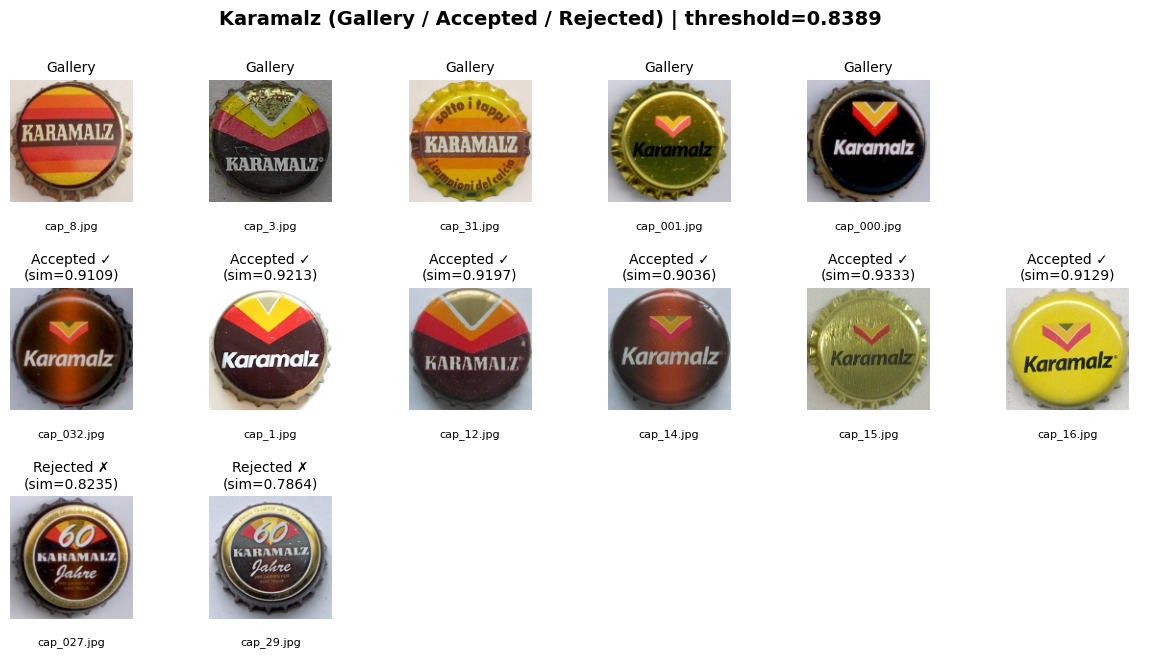 Karamalz (Gallery / Accepted / Rejected) | threshold=0.8389
Gallery Gallery Gallery Gallery Gallery
KARAMALZ
KARAMALZ®
sotto i tappi
KARAMALZ
i campioni del calcio
Karamalz
Karamalz
cap_8.jpg cap_3.jpg cap_31.jpg cap_001.jpg cap_000.jpg
Accepted ✓ Accepted ✓ Accepted ✓ Accepted ✓ Accepted ✓ Accepted ✓
(sim=0.9109) (sim=0.9213) (sim=0.9197) (sim=0.9036) (sim=0.9333) (sim=0.9129)
Karamalz
Karamalz
KARAMALZ
Karamalz
Karamalz
Karamalz
cap_032.jpg cap_1.jpg cap_12.jpg cap_14.jpg cap_15.jpg cap_16.jpg
Rejected ✗ Rejected ✗
(sim=0.8235) (sim=0.7864)
60
KARAMALZ
Jahre
60
KARAMALZ
Jahre
cap_027.jpg cap_29.jpg